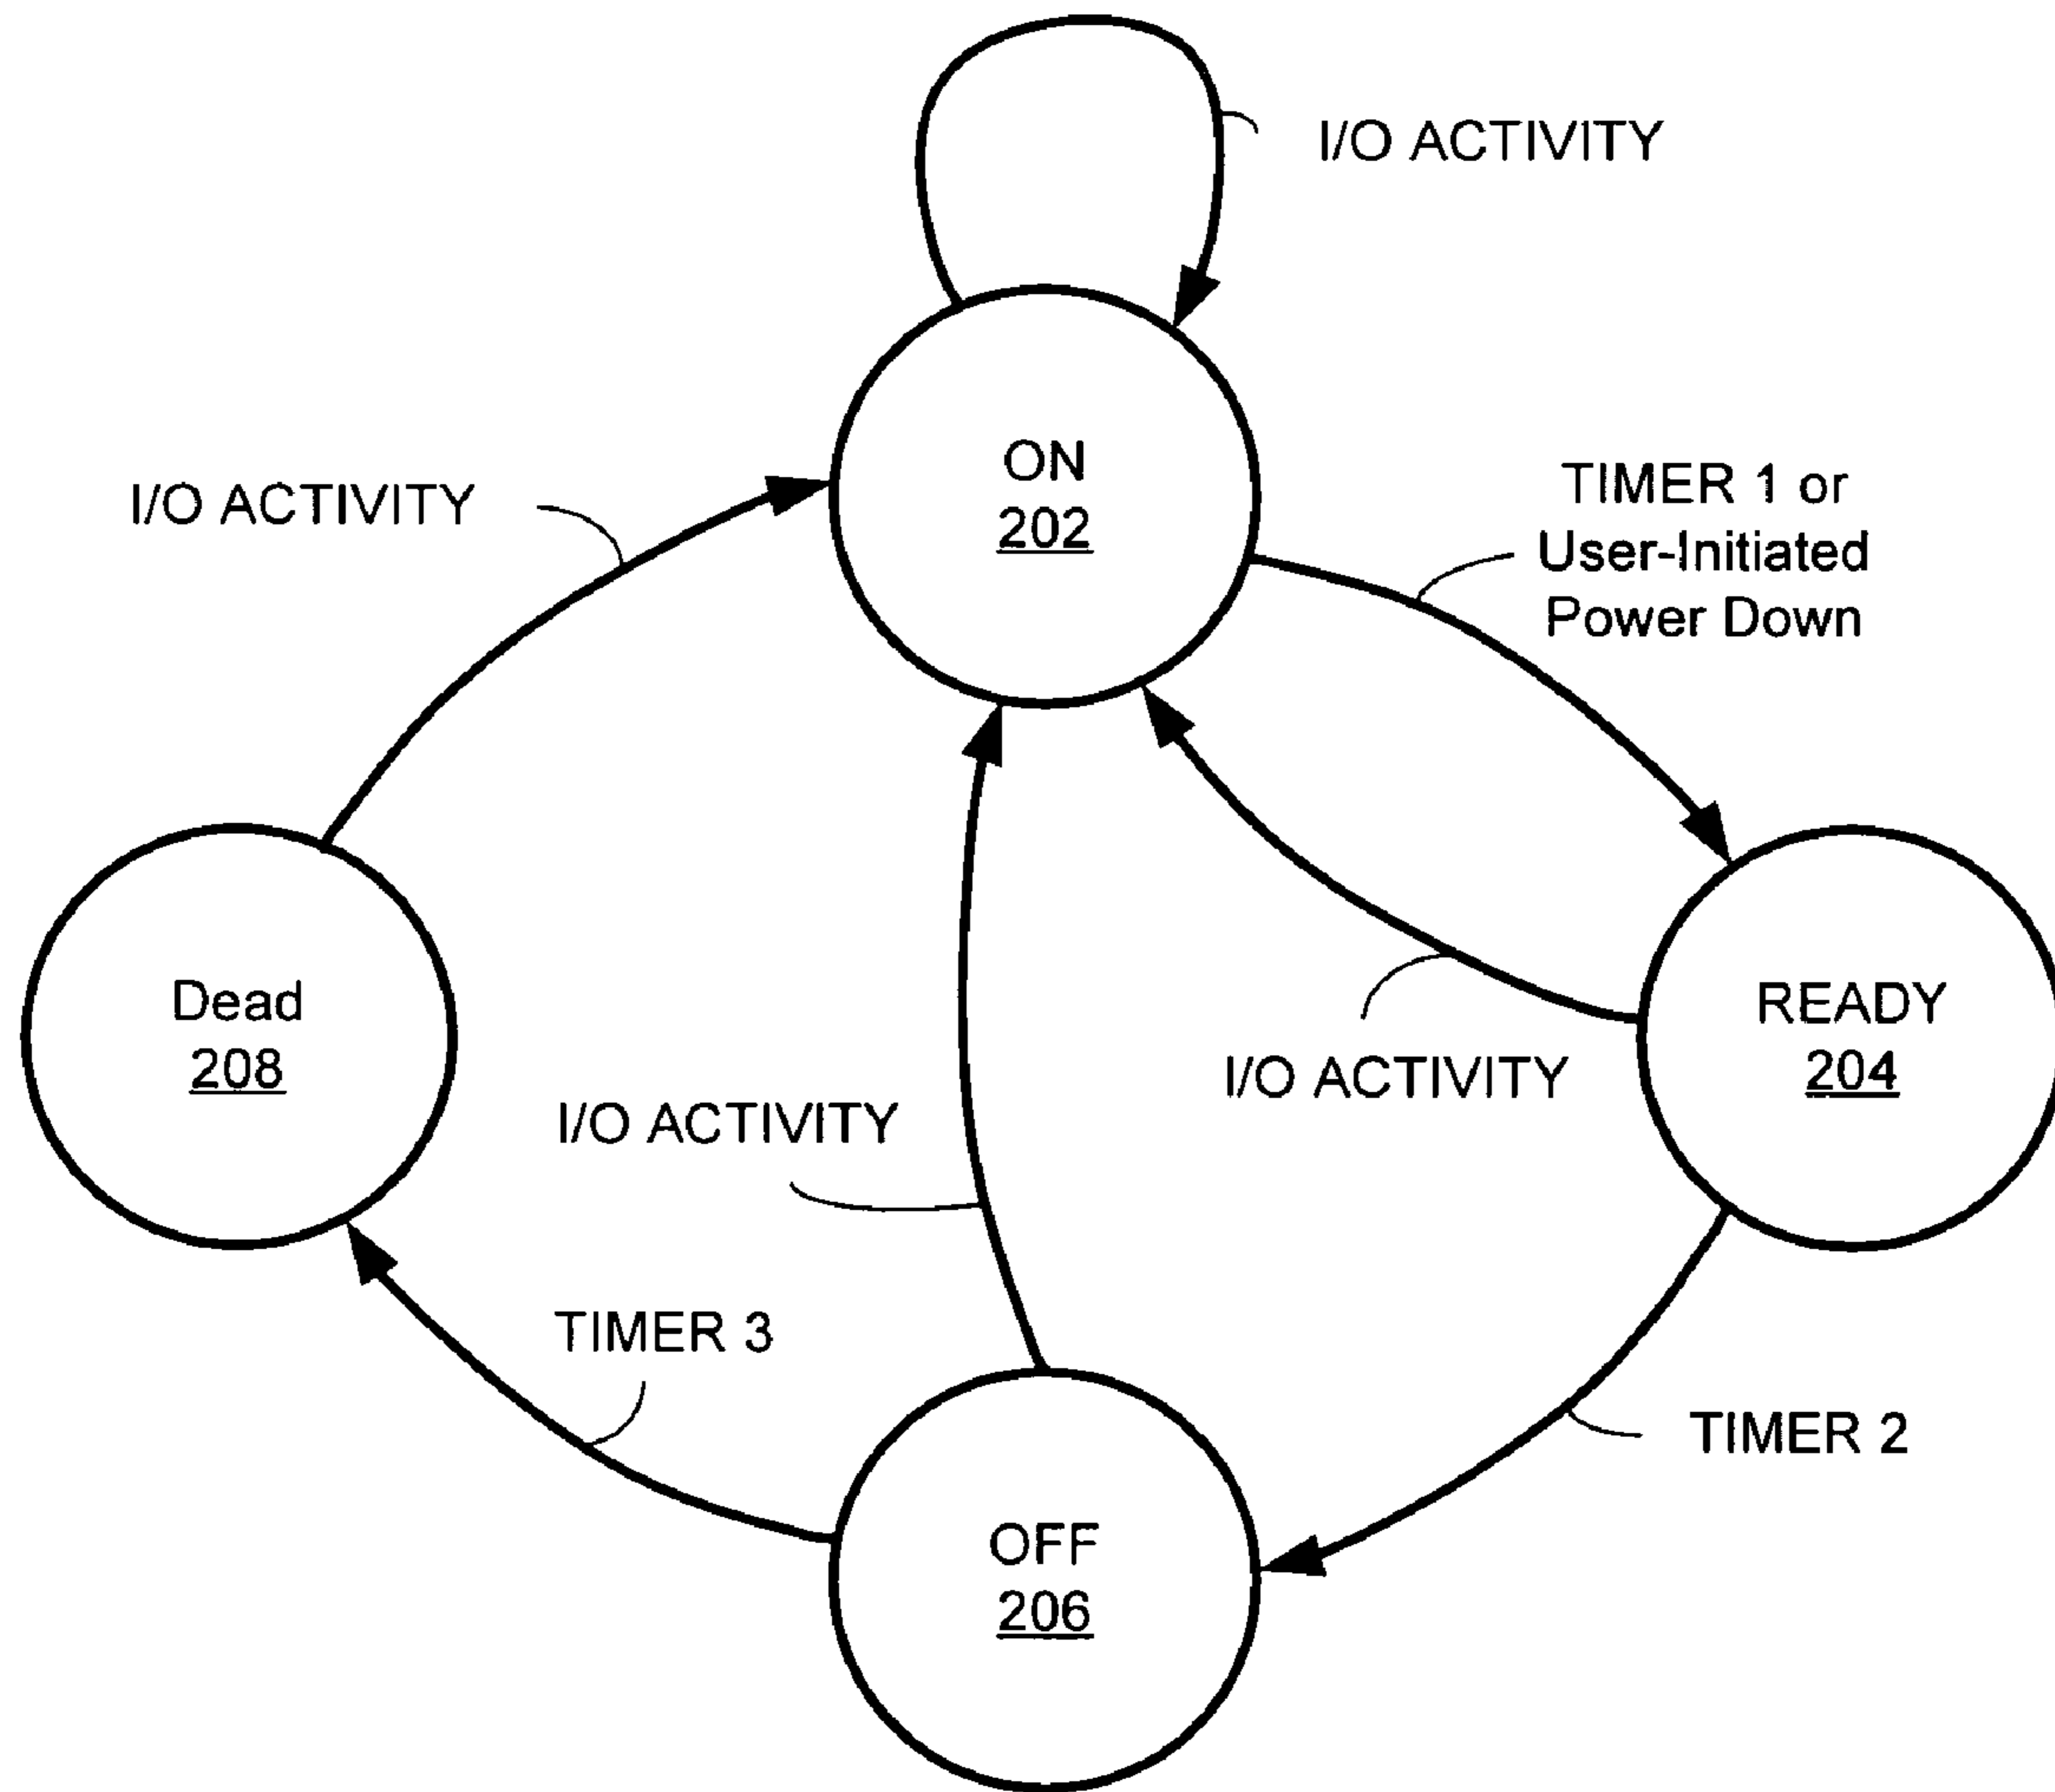 I/O ACTIVITY
ON
202
I/O ACTIVITY
TIMER 1 or
User-Initiated
Power Down
Dead
208
READY
204
I/O ACTIVITY
I/O ACTIVITY
TIMER 3
TIMER 2
OFF
206